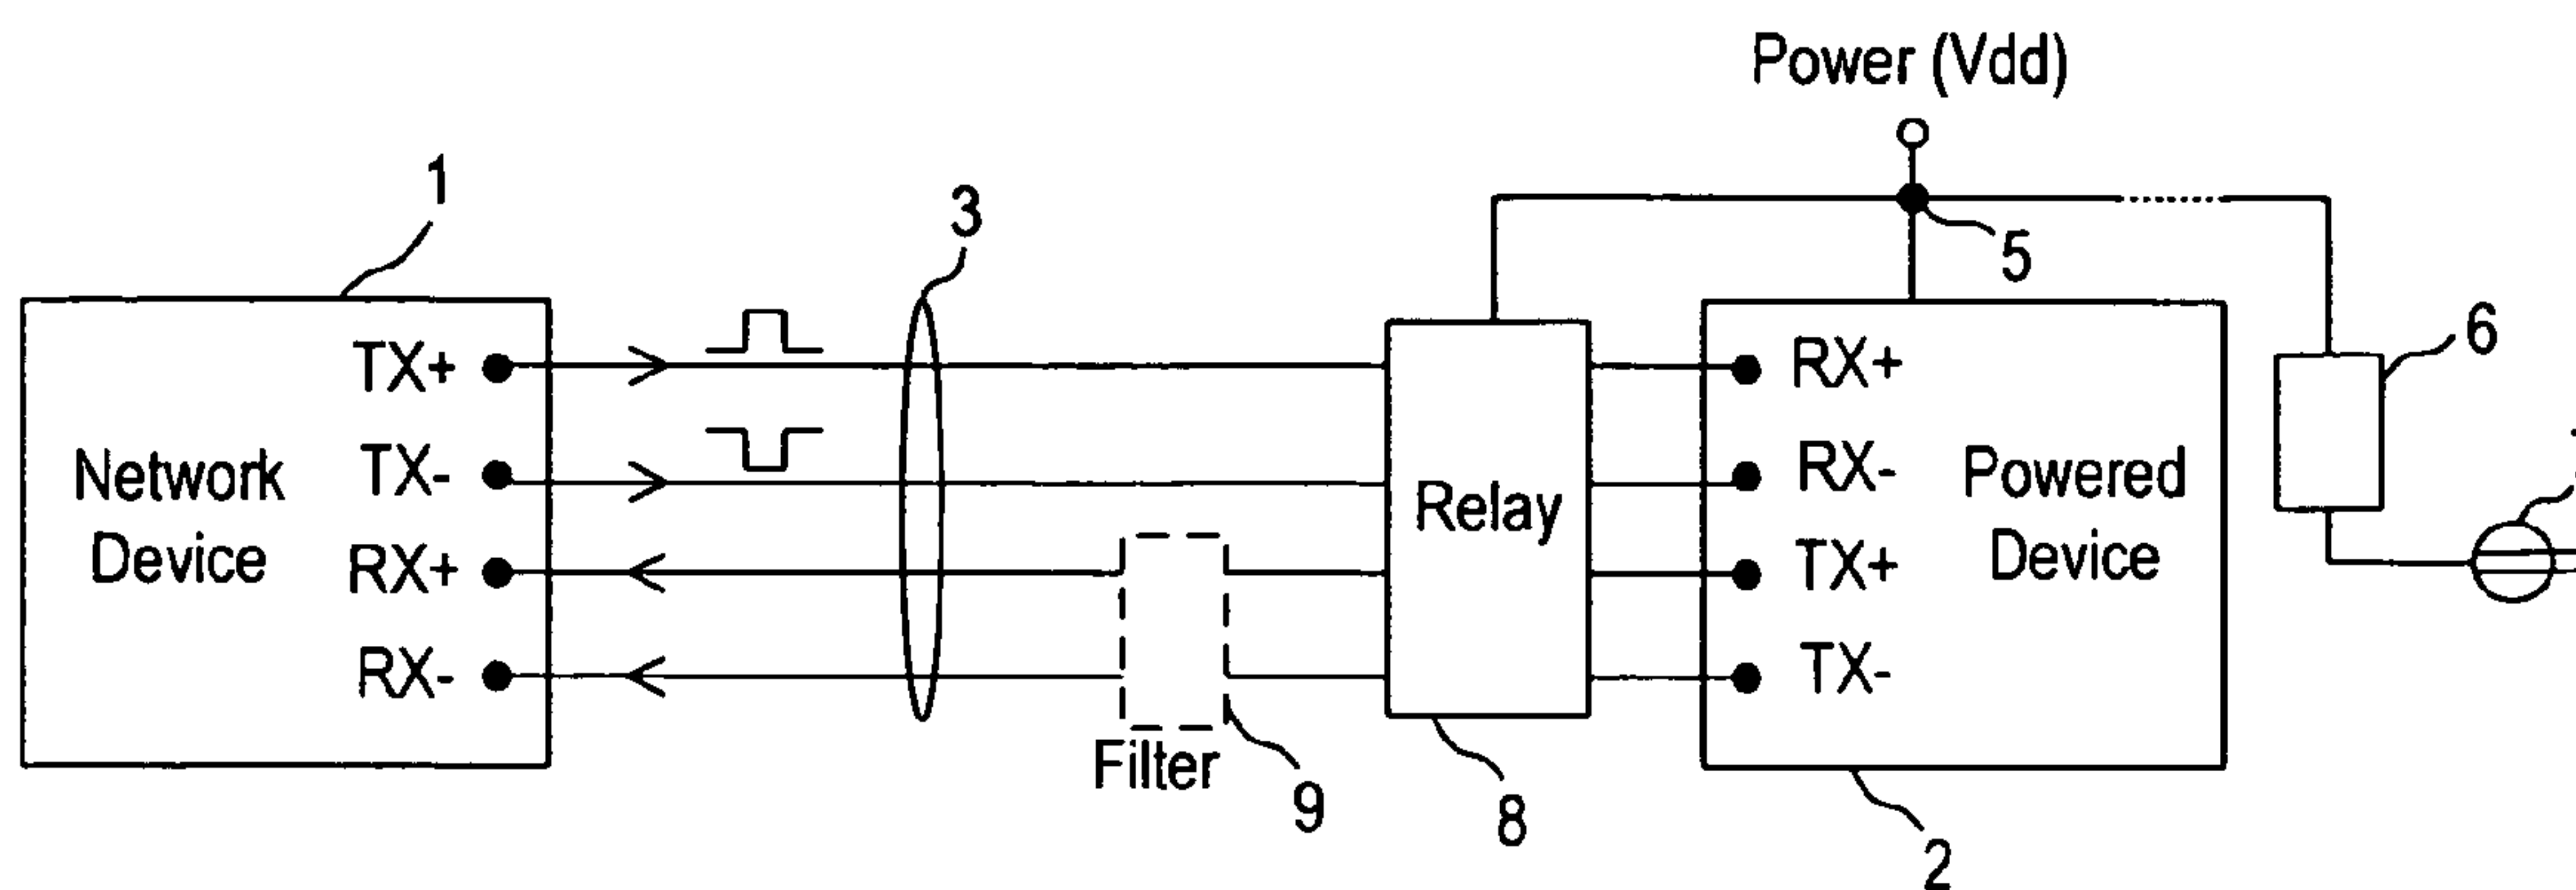 Power (Vdd)
1
3
5
6
TX+
TX-
RX+
RX-
Network
Device
Relay
RX+
RX-
TX+
TX-
Powered
Device
Filter
9
8
2